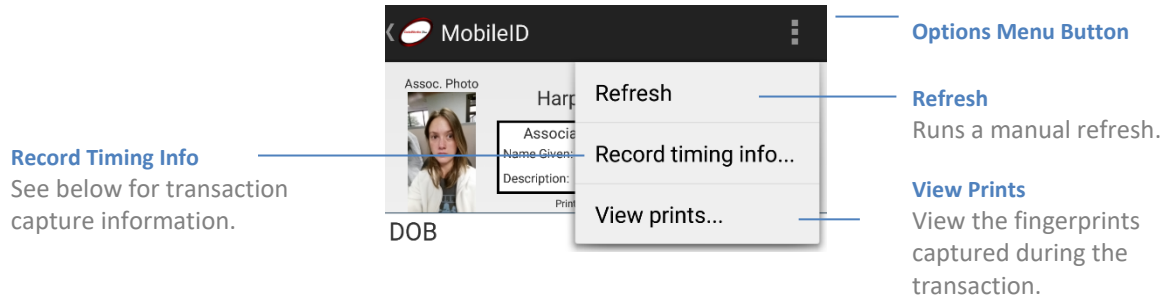 MobileID
Options Menu Button
Assoc. Photo
Harp
Refresh
Refresh
Runs a manual refresh.
Associa
Name Given:
Record timing info...
Record Timing Info
See below for transaction
capture information.
Description:
Print
View prints...
View Prints
View the fingerprints
captured during the
transaction.
DOB